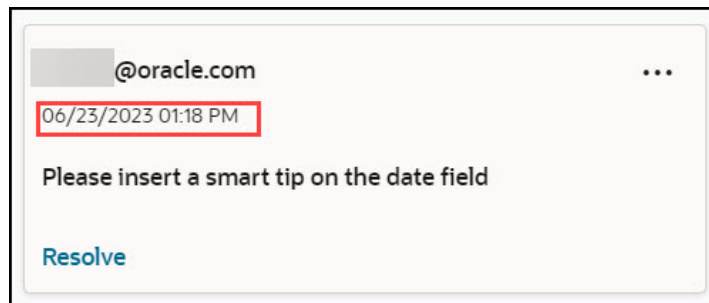 @oracle.com
...
06/23/2023 01:18 PM
Please insert a smart tip on the date field
Resolve